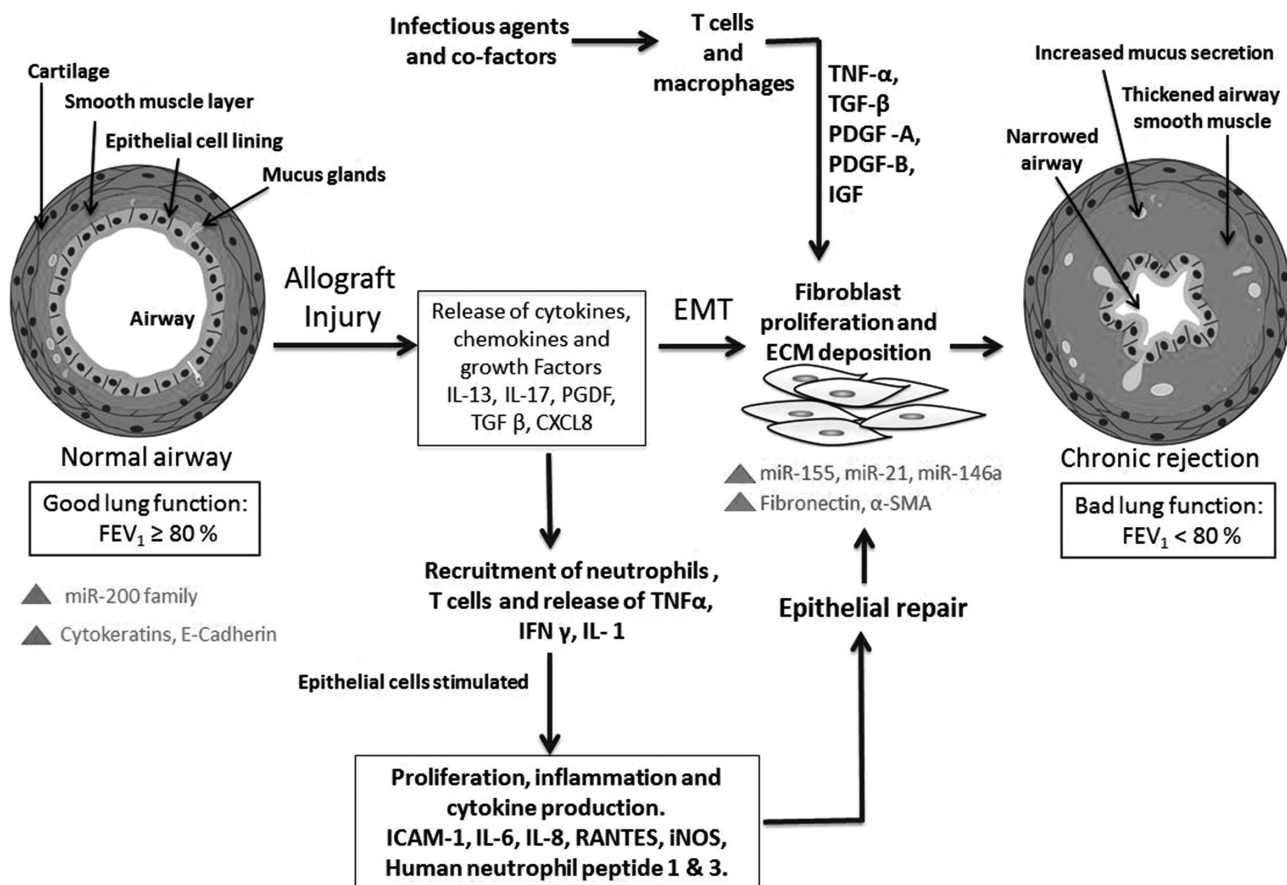 Infectious agents
and co-factors
T cells
and
macrophages
TNF-α,
TGF-β
PDGF -A,
PDGF-B,
IGF
Cartilage
Smooth muscle layer
Epithelial cell lining
Mucus glands
Airway
Normal airway
Good lung function:
FEV₁ ≥ 80 %
miR-200 family
Cytokeratins, E-Cadherin
Allograft
Injury
Release of cytokines,
chemokines and
growth Factors
IL-13, IL-17, PGDF,
TGF β, CXCL8
EMT
Fibroblast
proliferation and
ECM deposition
miR-155, miR-21, miR-146a
Fibronectin, α-SMA
Increased mucus secretion
Thickened airway
smooth muscle
Narrowed
airway
Chronic rejection
Bad lung function:
FEV₁ < 80 %
Recruitment of neutrophils ,
T cells and release of TNFα,
IFN γ, IL- 1
Epithelial cells stimulated
Proliferation, inflammation and
cytokine production.
ICAM-1, IL-6, IL-8, RANTES, iNOS,
Human neutrophil peptide 1 & 3.
Epithelial repair